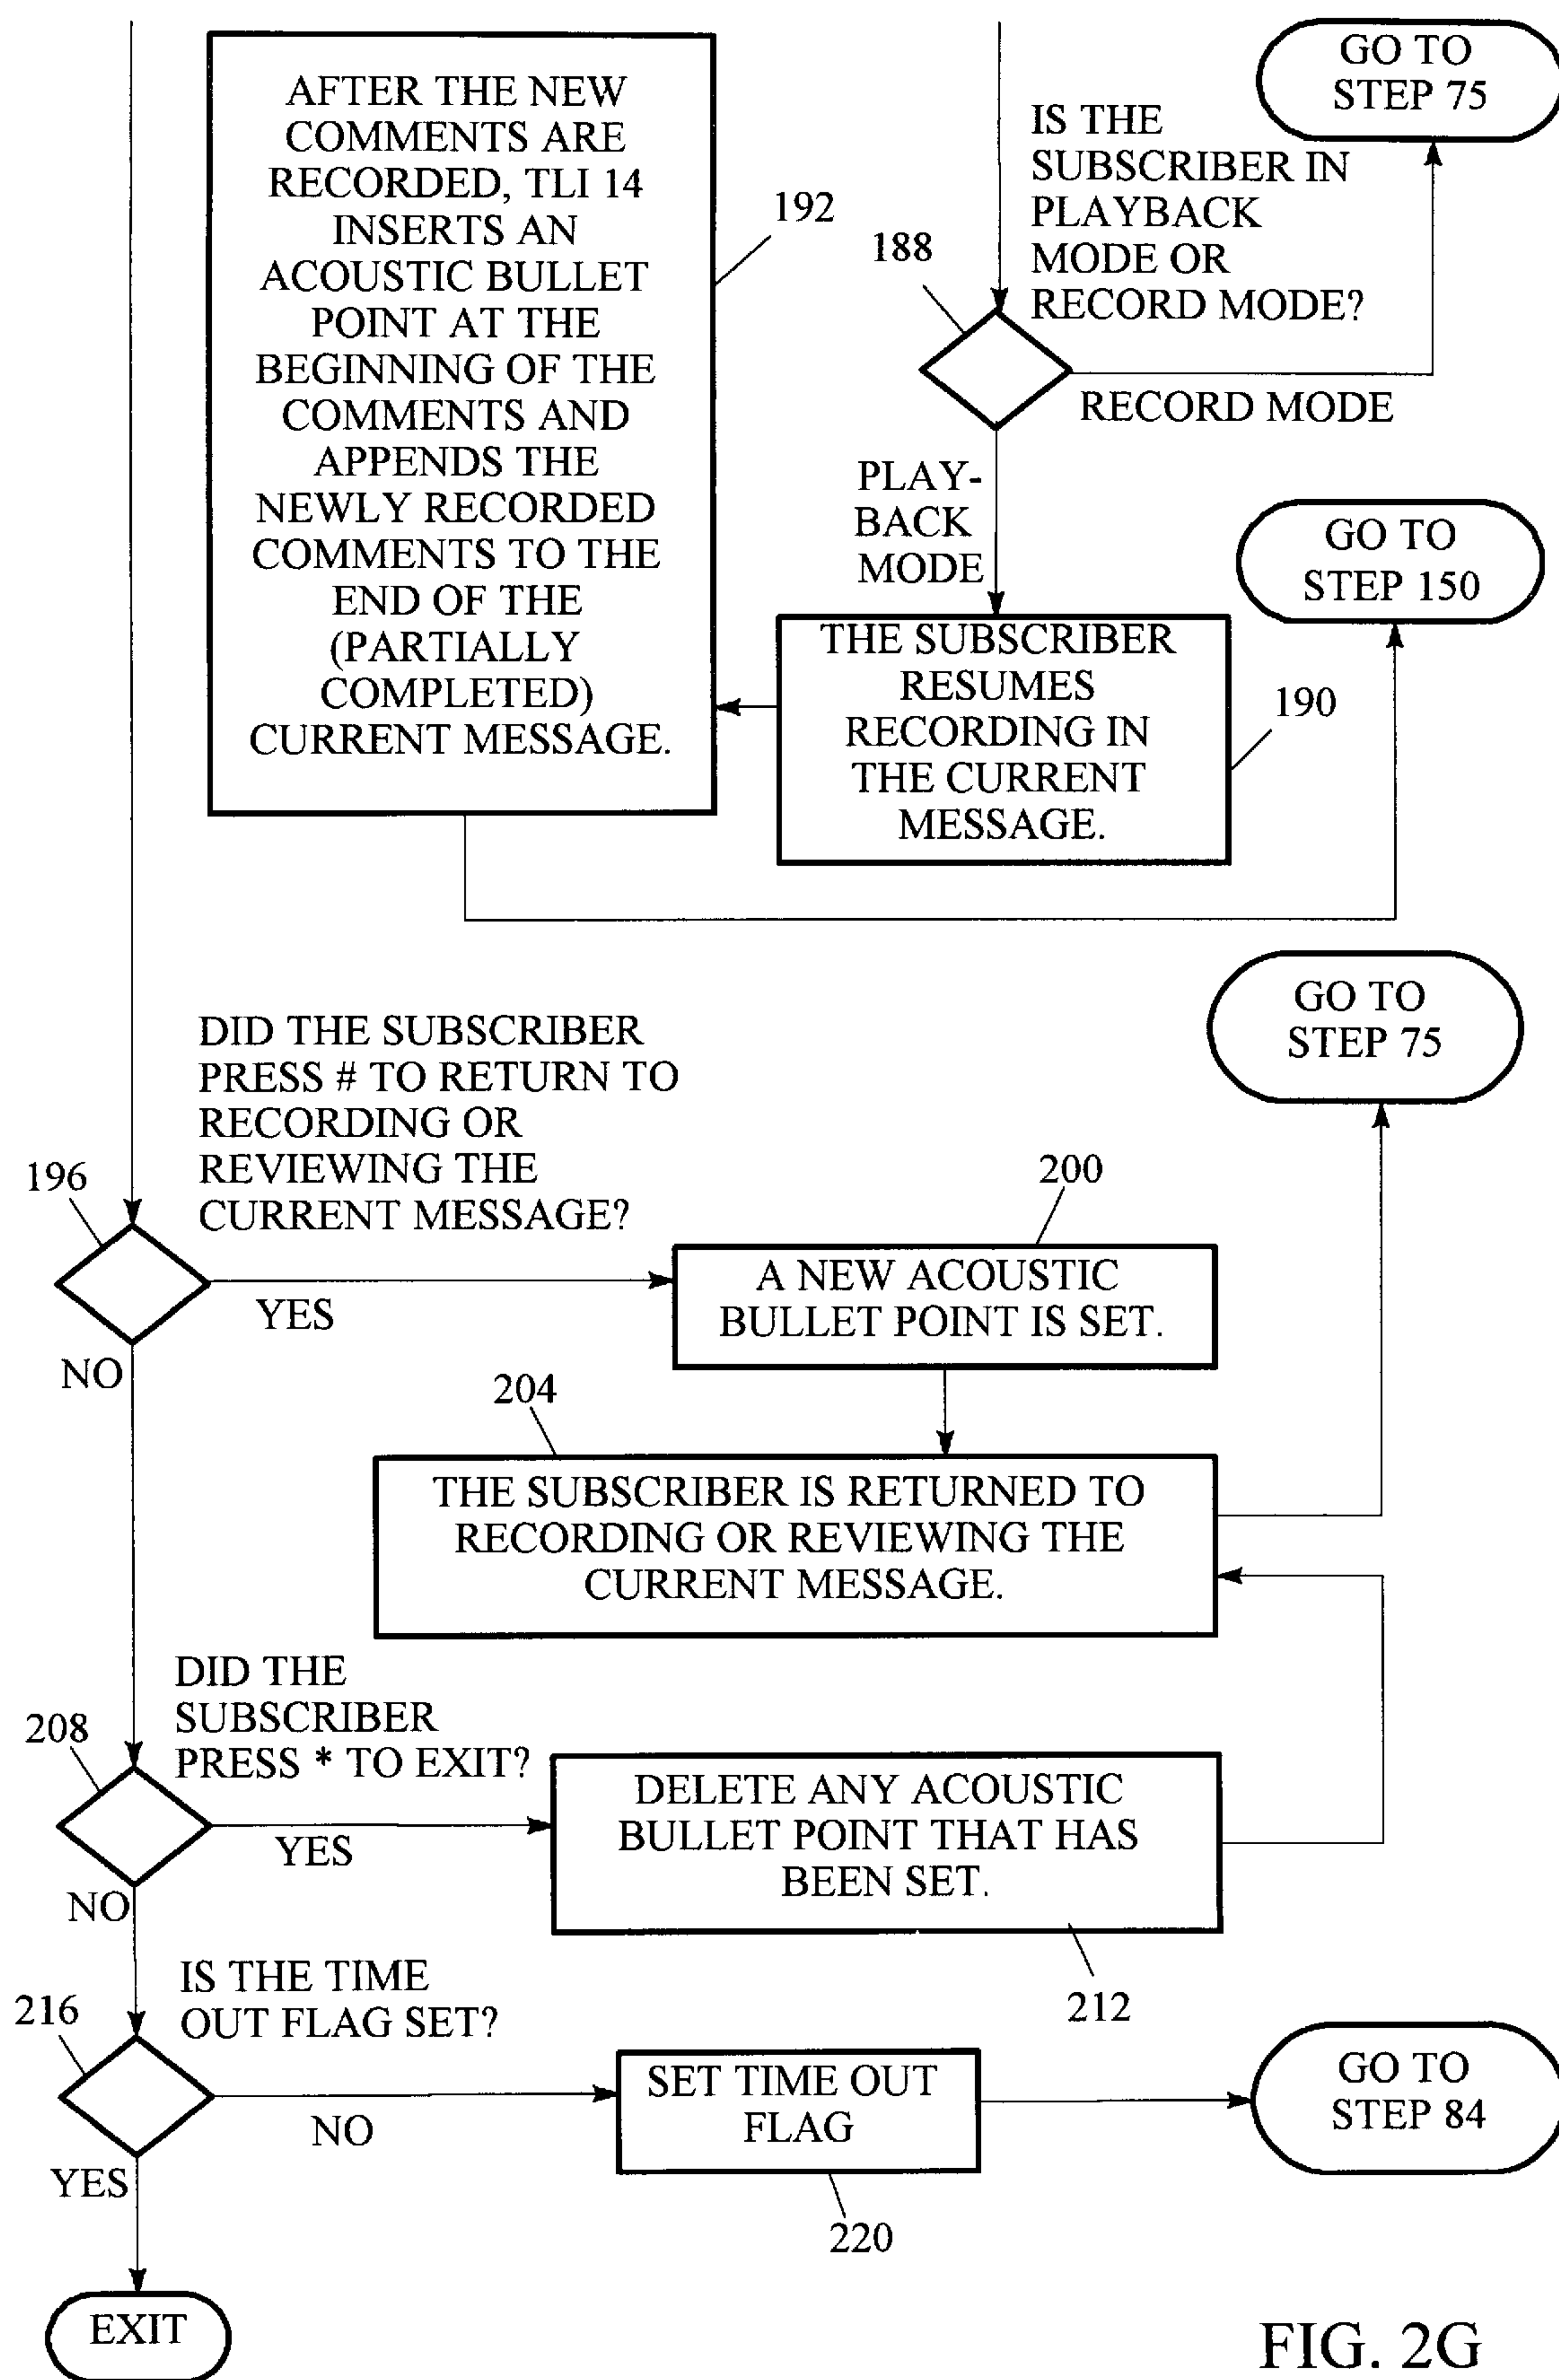 AFTER THE NEW
COMMENTS ARE
RECORDED, TLI 14
INSERTS AN
ACOUSTIC BULLET
POINT AT THE
BEGINNING OF THE
COMMENTS AND
APPENDS THE
NEWLY RECORDED
COMMENTS TO THE
END OF THE
(PARTIALLY
COMPLETED)
CURRENT MESSAGE.
192
GO TO
STEP 75
IS THE
SUBSCRIBER IN
PLAYBACK
MODE OR
RECORD MODE?
188
RECORD MODE
PLAY-
BACK
MODE
GO TO
STEP 150
THE SUBSCRIBER
RESUMES
RECORDING IN
THE CURRENT
MESSAGE.
190
GO TO
STEP 75
DID THE SUBSCRIBER
PRESS # TO RETURN TO
RECORDING OR
REVIEWING THE
CURRENT MESSAGE?
196
YES
NO
200
A NEW ACOUSTIC
BULLET POINT IS SET.
204
THE SUBSCRIBER IS RETURNED TO
RECORDING OR REVIEWING THE
CURRENT MESSAGE.
DID THE
SUBSCRIBER
PRESS * TO EXIT?
208
YES
NO
DELETE ANY ACOUSTIC
BULLET POINT THAT HAS
BEEN SET.
212
IS THE TIME
OUT FLAG SET?
216
NO
YES
SET TIME OUT
FLAG
220
GO TO
STEP 84
EXIT
FIG. 2G